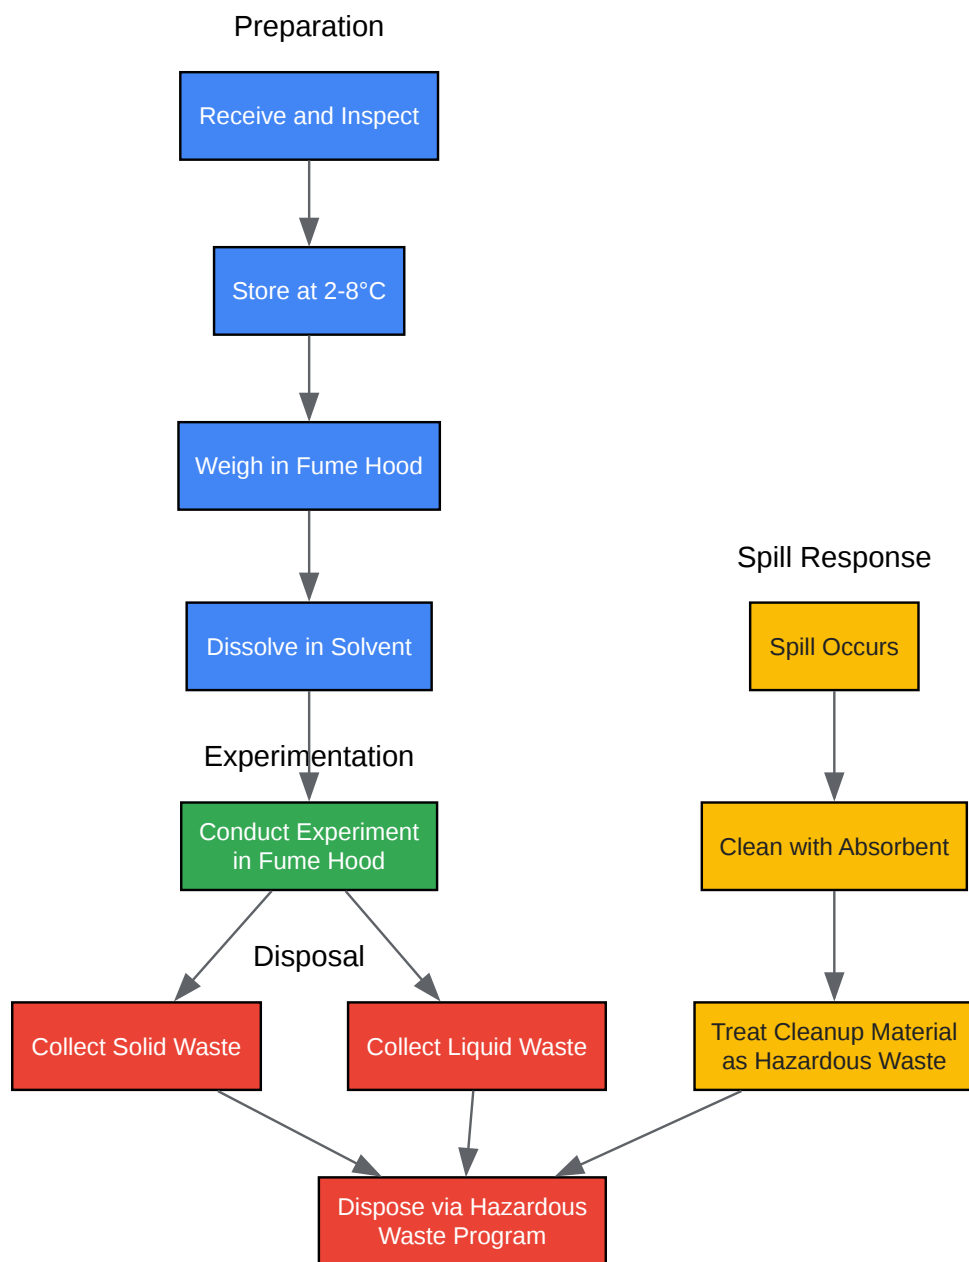 Preparation
Receive and Inspect
Store at 2-8°C
Weigh in Fume Hood
Dissolve in Solvent
Experimentation
Conduct Experiment
in Fume Hood
Disposal
Collect Solid Waste
Collect Liquid Waste
Spill Response
Spill Occurs
Clean with Absorbent
Treat Cleanup Material
as Hazardous Waste
Dispose via Hazardous
Waste Program